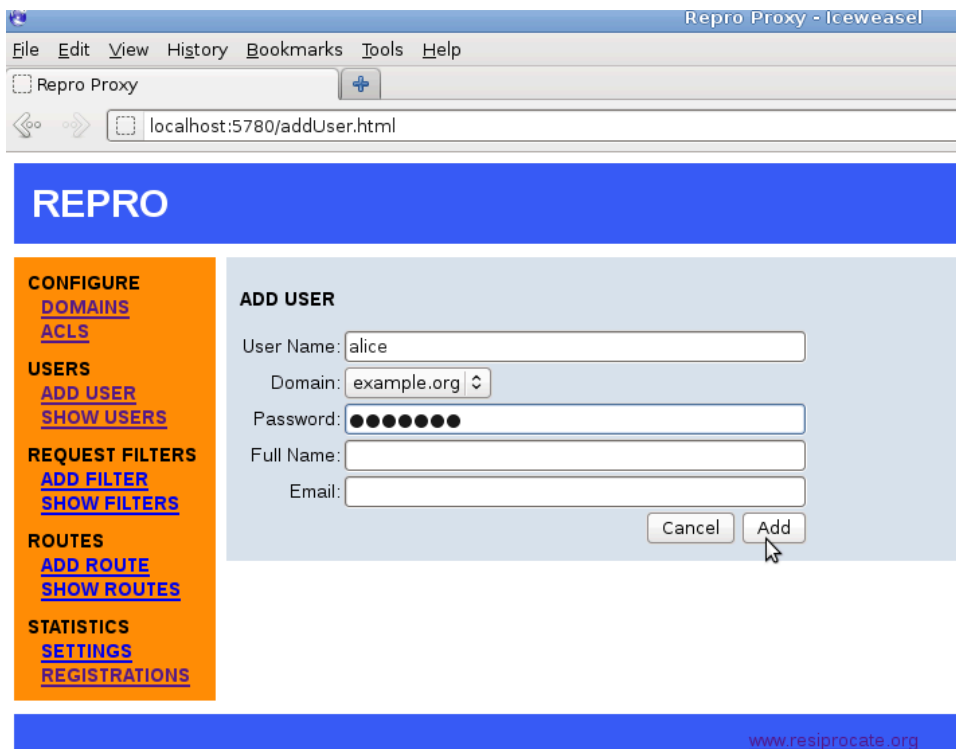 Repro Proxy - Iceweasel
File Edit View History Bookmarks Tools Help
Repro Proxy
localhost:5780/addUser.html
REPRO
CONFIGURE
DOMAINS
ACLS
USERS
ADD USER
SHOW USERS
REQUEST FILTERS
ADD FILTER
SHOW FILTERS
ROUTES
ADD ROUTE
SHOW ROUTES
STATISTICS
SETTINGS
REGISTRATIONS
ADD USER
User Name: alice
Domain: example.org
Password: ●●●●●●●
Full Name:
Email:
Cancel Add
www.resiprocate.org